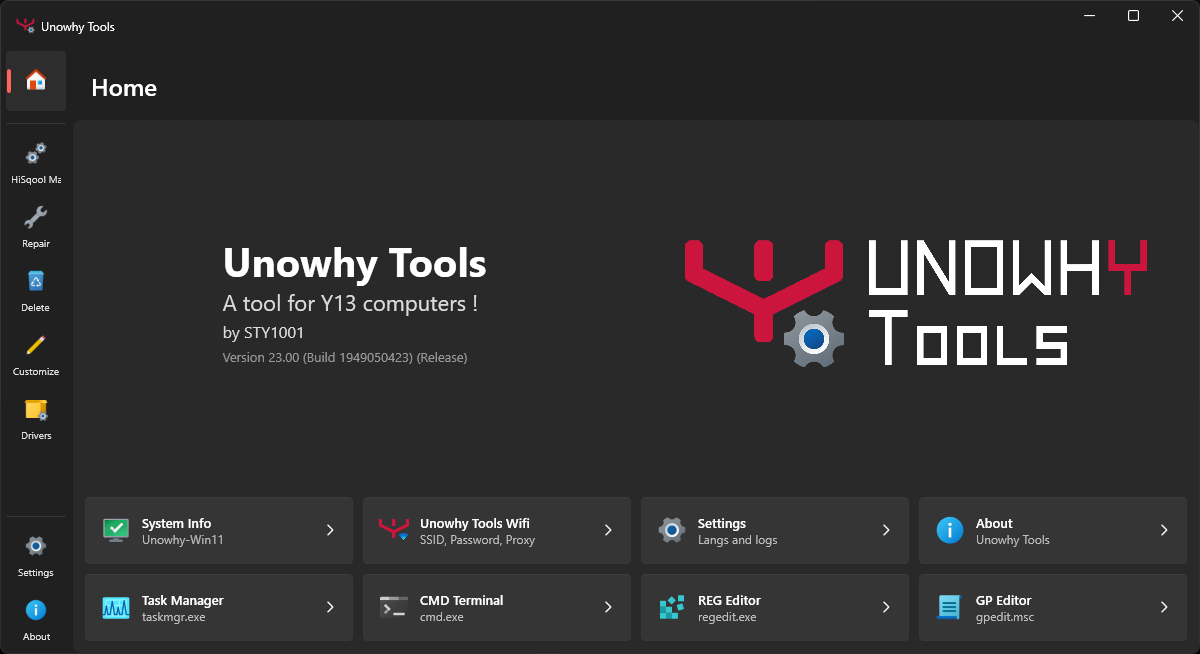 Unowhy Tools
Home
HiSqool Ma
Repair
Delete
Customize
Drivers
Settings
About
Unowhy Tools
A tool for Y13 computers !
by STY1001
Version 23.00 (Build 1949050423) (Release)
UNOWHY
TOOLS
System Info
Unowhy-Win11
Unowhy Tools Wifi
SSID, Password, Proxy
Settings
Langs and logs
About
Unowhy Tools
Task Manager
taskmgr.exe
CMD Terminal
cmd.exe
REG Editor
regedit.exe
GP Editor
gpedit.msc